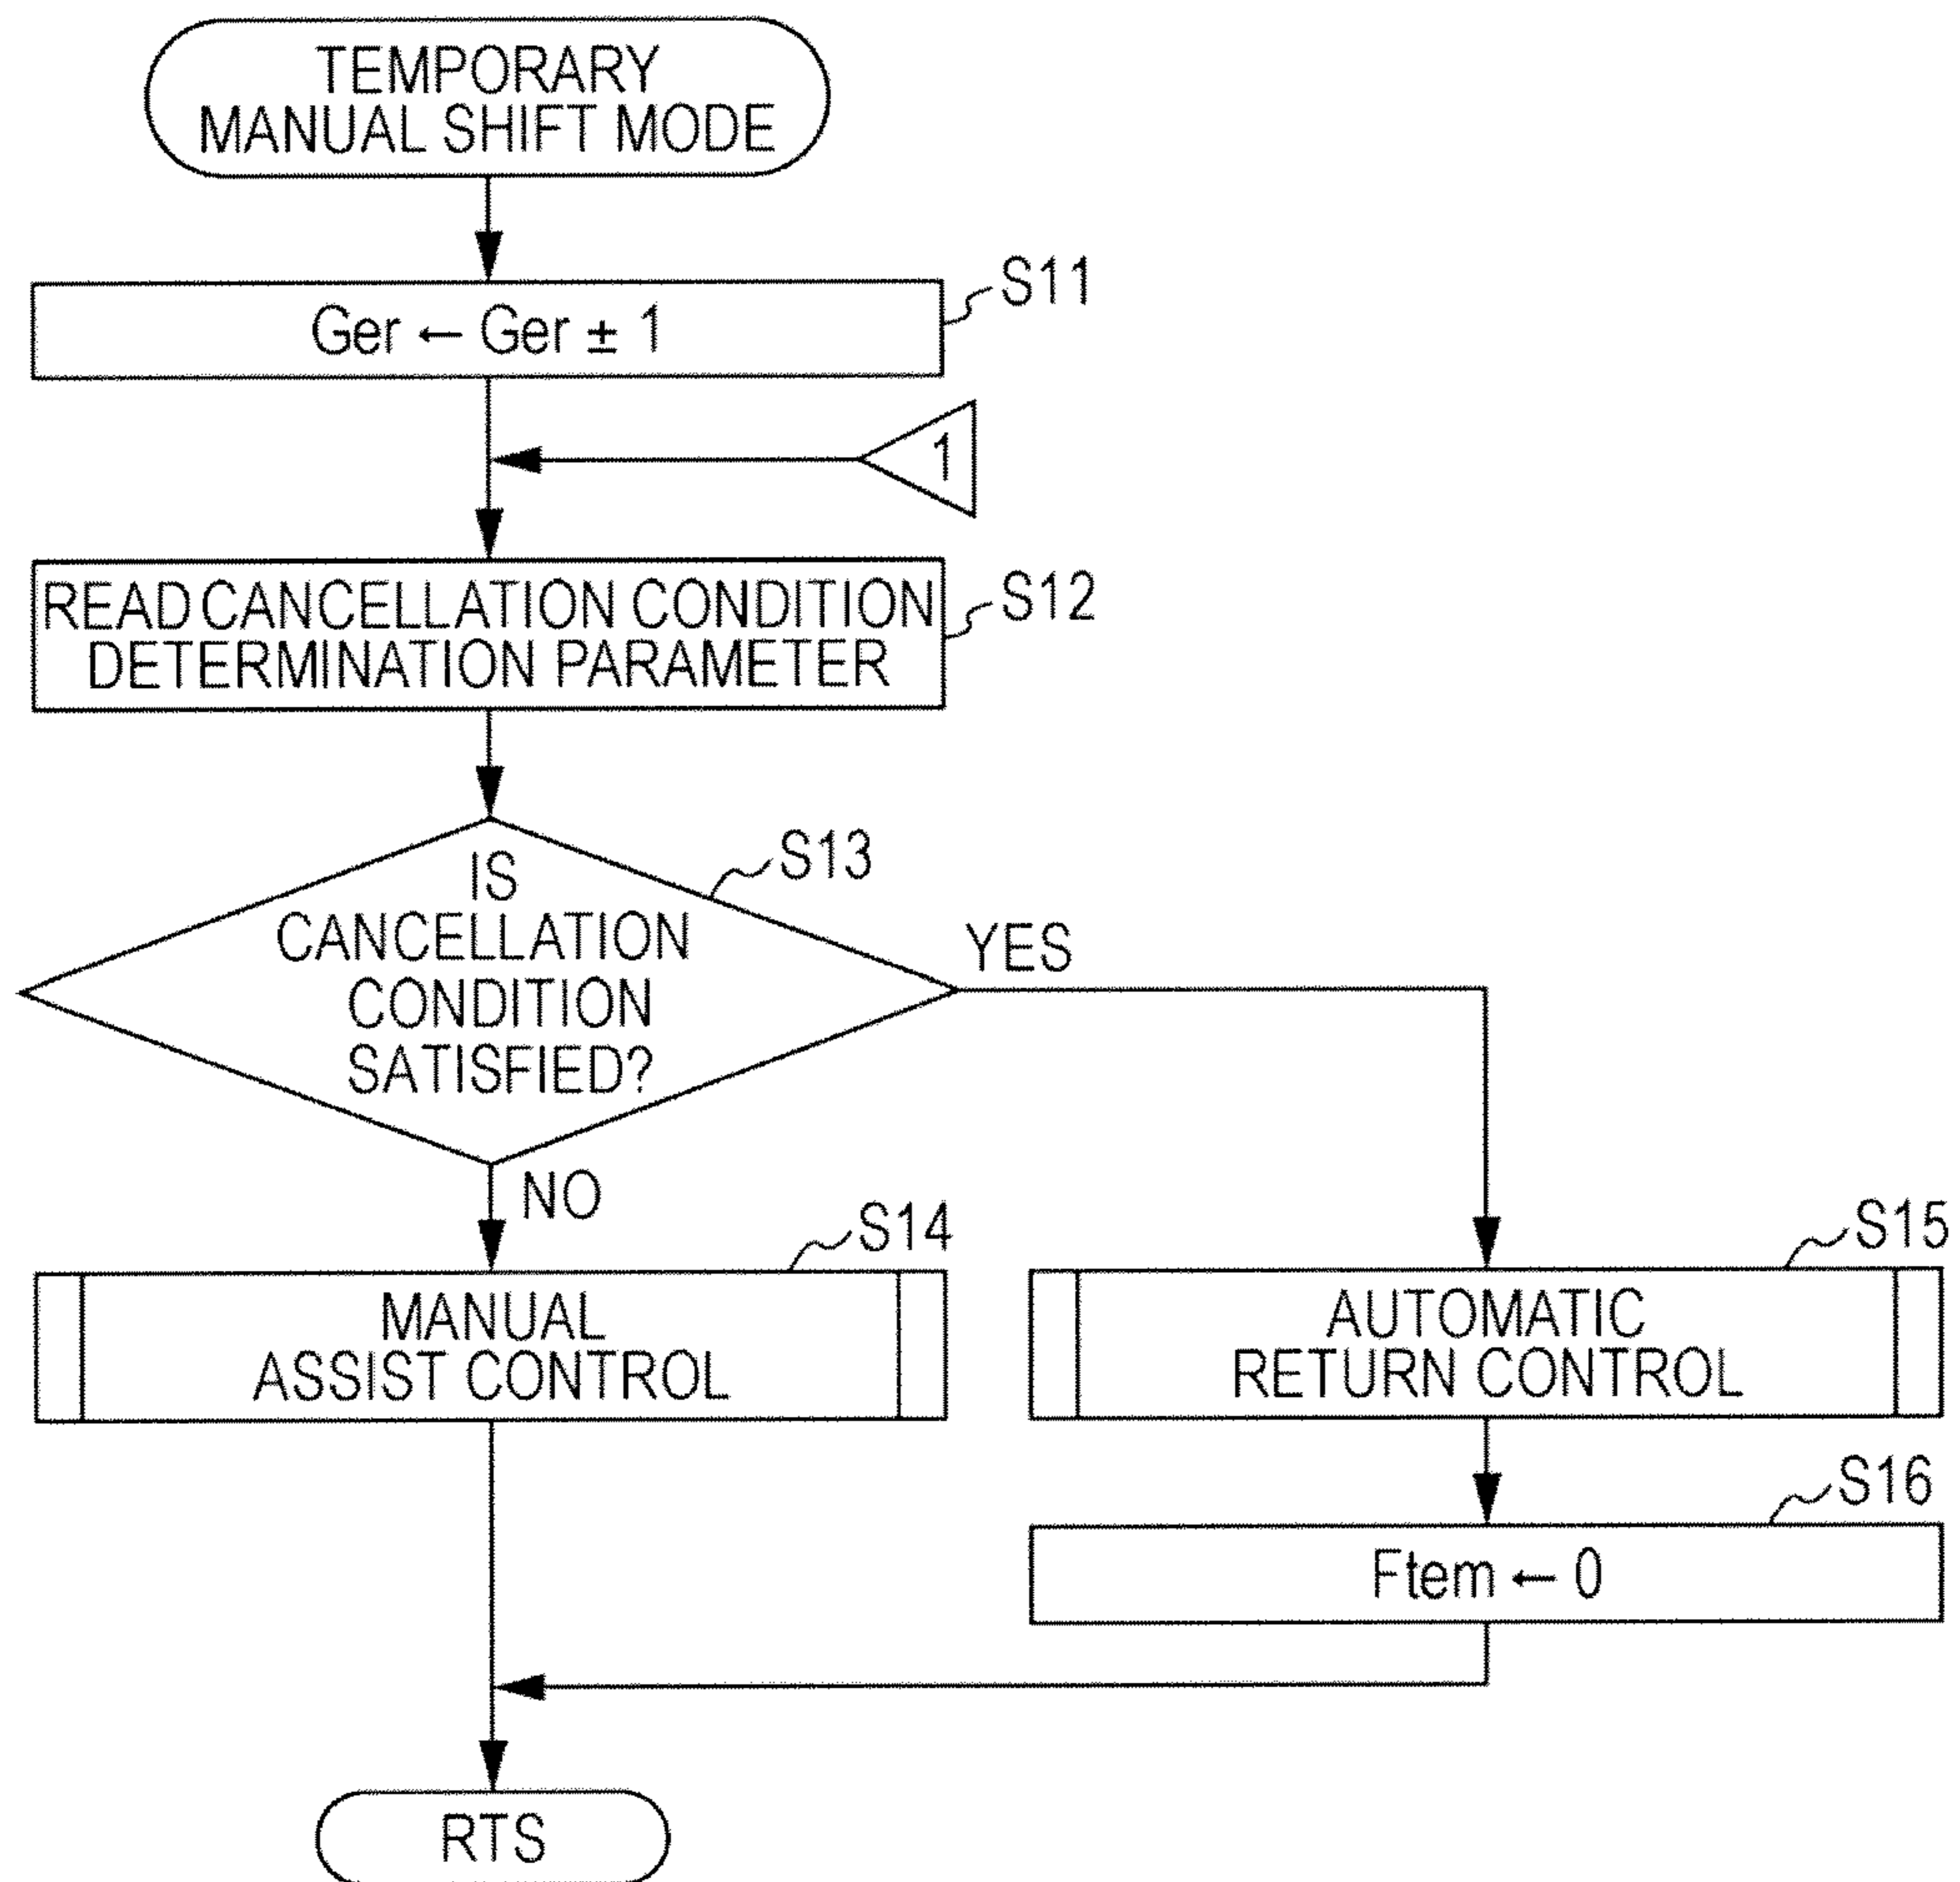 TEMPORARY
MANUAL SHIFT MODE
Ger ← Ger ± 1
S11
1
READ CANCELLATION CONDITION
DETERMINATION PARAMETER
S12
IS
CANCELLATION
CONDITION
SATISFIED?
S13
YES
NO
MANUAL
ASSIST CONTROL
S14
AUTOMATIC
RETURN CONTROL
S15
Ftem ← 0
S16
RTS